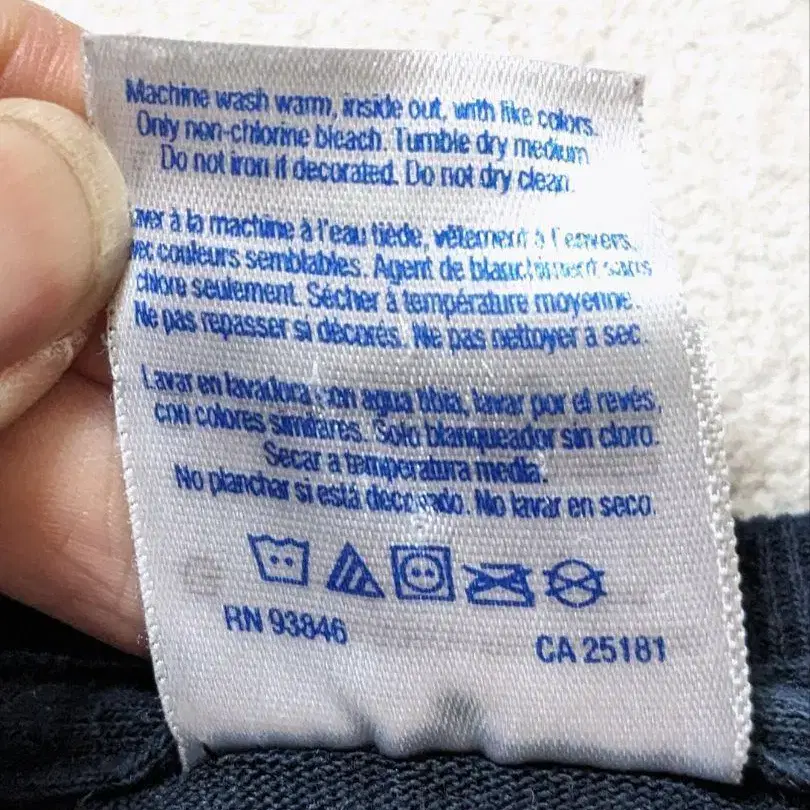 Machine wash warm, inside out, with like colors.
Only non-chlorine bleach. Tumble dry medium
Do not iron if decorated. Do not dry clean.
aver à la machine à l'eau tiède, vêtement à l'envers,
vec couleurs semblables. Agent de blanchiment sans
chlore seulement. Sécher à température moyenne.
Ne pas repasser si décorés. Ne pas nettoyer à sec.
Lavar en lavadora con agua tibia, lavar por el revés,
con colores similares. Solo blanqueador sin cloro.
Secar a temperatura media.
No planchar si está decorado. No lavar en seco.
RN 93846
CA 25181